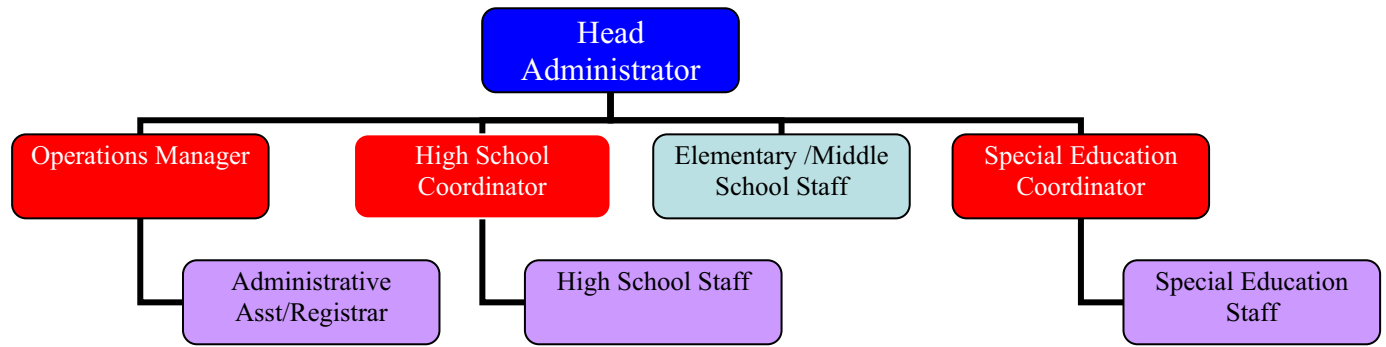 Head
Administrator
Operations Manager
High School
Coordinator
Elementary /Middle
School Staff
Special Education
Coordinator
Administrative
Asst/Registrar
High School Staff
Special Education
Staff